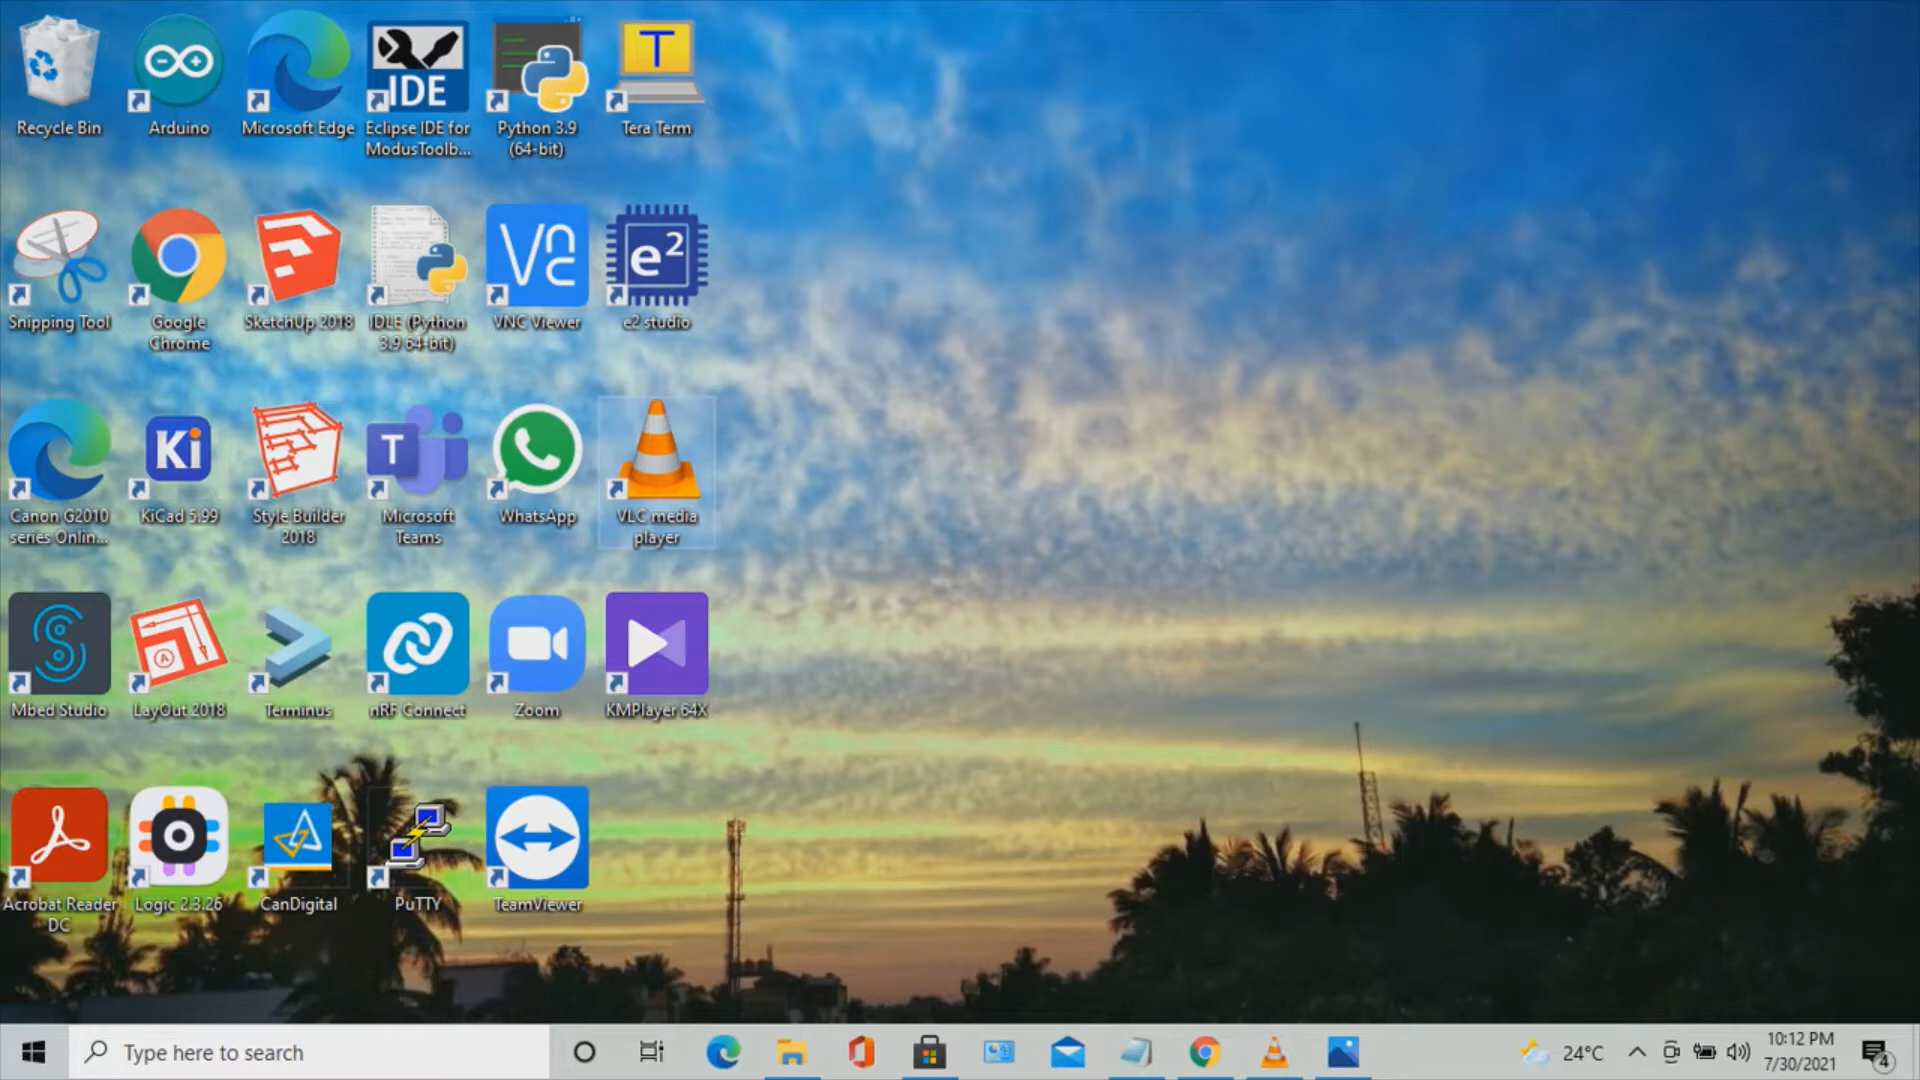 IDE
T
Recycle Bin
Arduino
Microsoft Edge
Eclipse IDE for
ModusToolb...
Python 3.9
(64-bit)
Tera Term
VNC
e²
Snipping Tool
Google
Chrome
SketchUp 2018
IDLE (Python
3.9 64-bit)
VNC Viewer
e2 studio
Ki
T
Canon G2010
series Onlin...
KiCad 5.99
Style Builder
2018
Microsoft
Teams
WhatsApp
VLC media
player
S
A
Mbed Studio
LayOut 2018
Terminus
nRF Connect
Zoom
KMPlayer 64X
Acrobat Reader
DC
Logic 2.3.26
CanDigital
PuTTY
TeamViewer
Type here to search
24°C
10:12 PM
7/30/2021
4